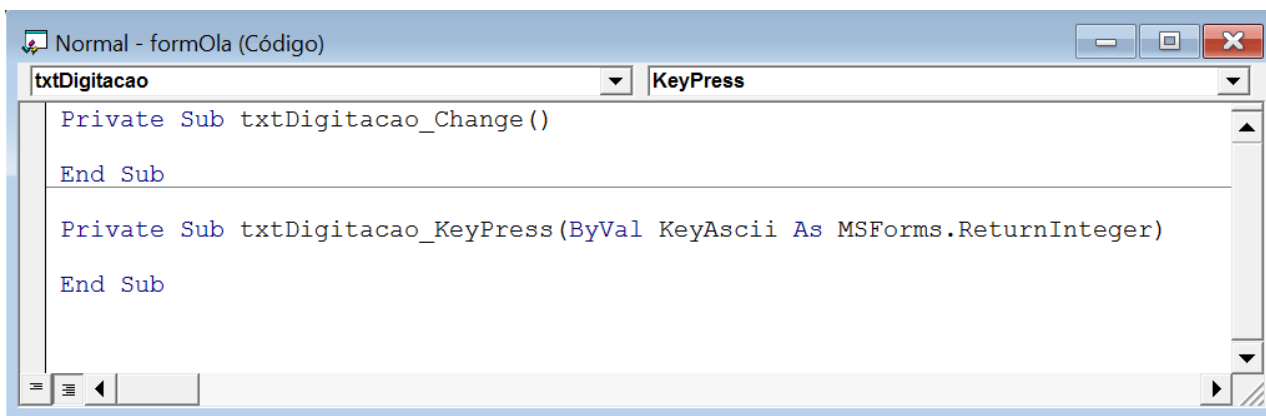 Normal - formOla (Código)
txtDigitacao KeyPress
Private Sub txtDigitacao_Change()
End Sub
Private Sub txtDigitacao_KeyPress(ByVal KeyAscii As MSForms.ReturnInteger)
End Sub